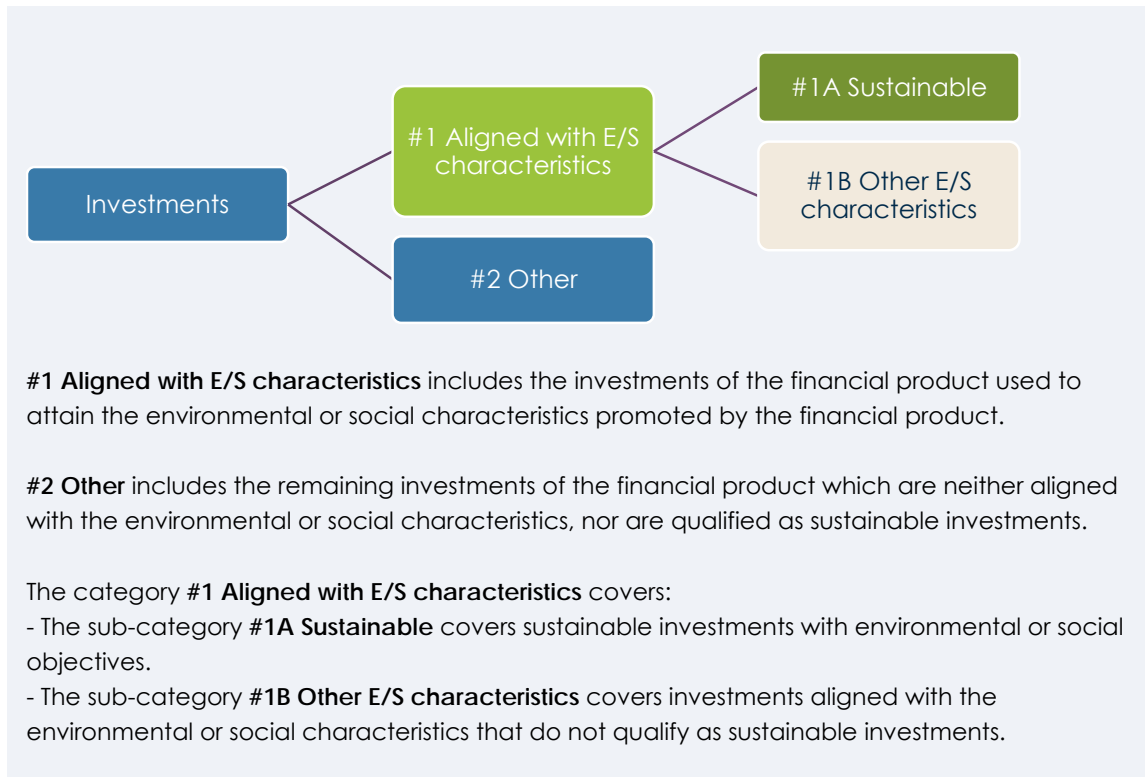 #1A Sustainable
#1 Aligned with E/S
characteristics
#1B Other E/S
characteristics
Investments
#2 Other
#1 Aligned with E/S characteristics includes the investments of the financial product used to
attain the environmental or social characteristics promoted by the financial product.
#2 Other includes the remaining investments of the financial product which are neither aligned
with the environmental or social characteristics, nor are qualified as sustainable investments.
The category #1 Aligned with E/S characteristics covers:
- The sub-category #1A Sustainable covers sustainable investments with environmental or social
objectives.
- The sub-category #1B Other E/S characteristics covers investments aligned with the
environmental or social characteristics that do not qualify as sustainable investments.